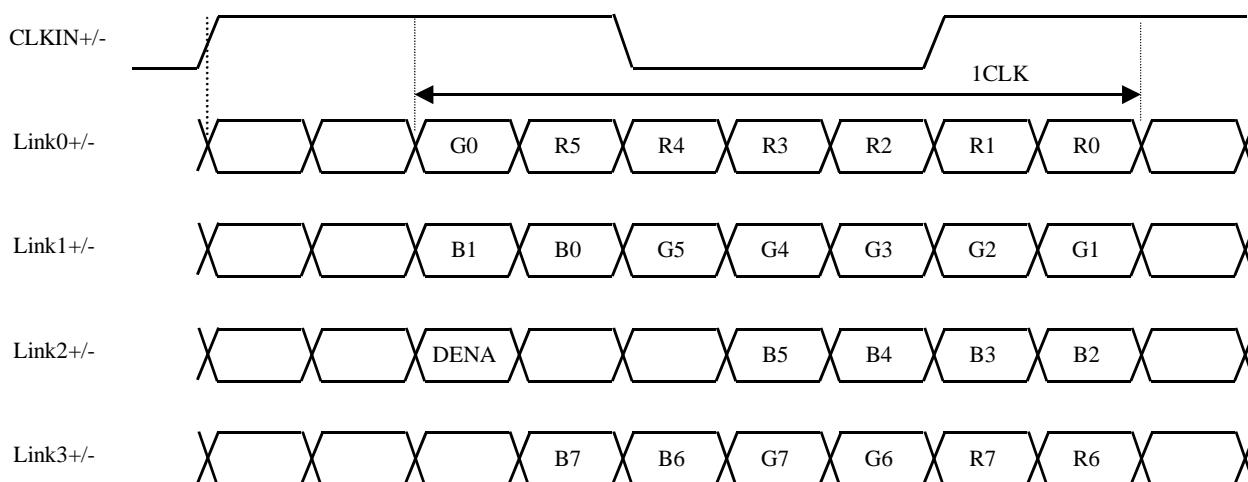 CLKIN+/-
1CLK
Link0+/- G0 R5 R4 R3 R2 R1 R0
Link1+/- B1 B0 G5 G4 G3 G2 G1
Link2+/- DENA B5 B4 B3 B2
Link3+/- B7 B6 G7 G6 R7 R6